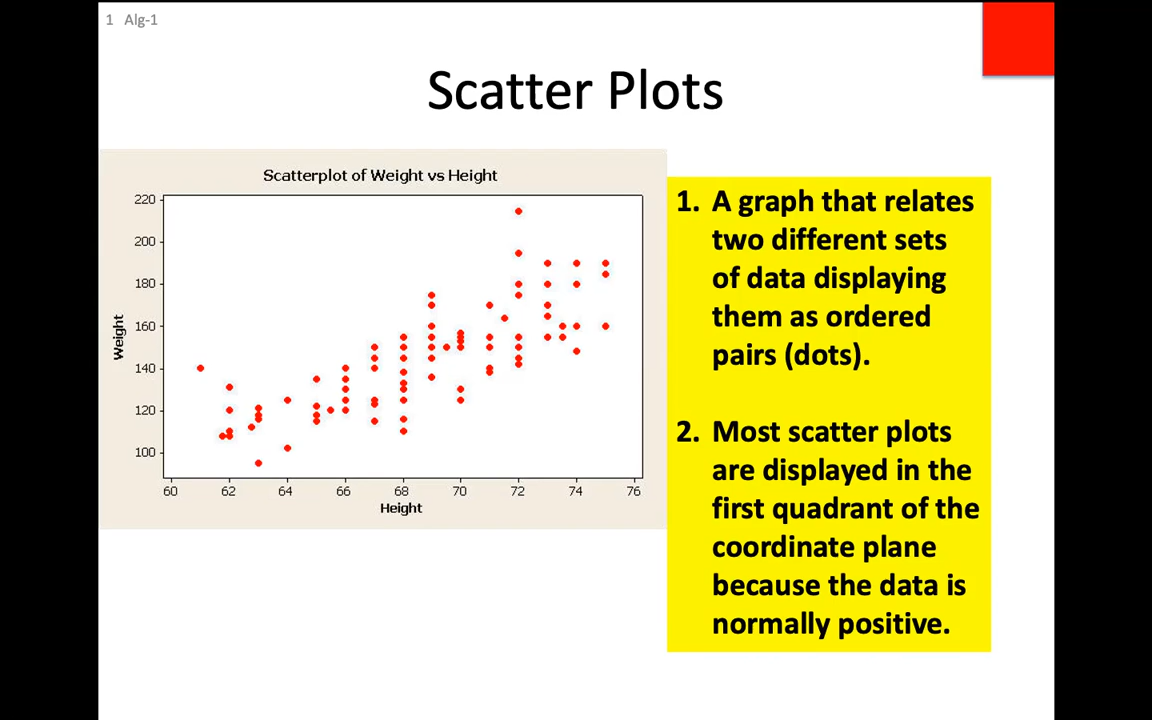 1 Alg-1
Scatter Plots
Scatterplot of Weight vs Height
220
200
180
160
140
120
100
Weight
60 62 64 66 68 70 72 74 76
Height
1. A graph that relates
two different sets
of data displaying
them as ordered
pairs (dots).
2. Most scatter plots
are displayed in the
first quadrant of the
coordinate plane
because the data is
normally positive.